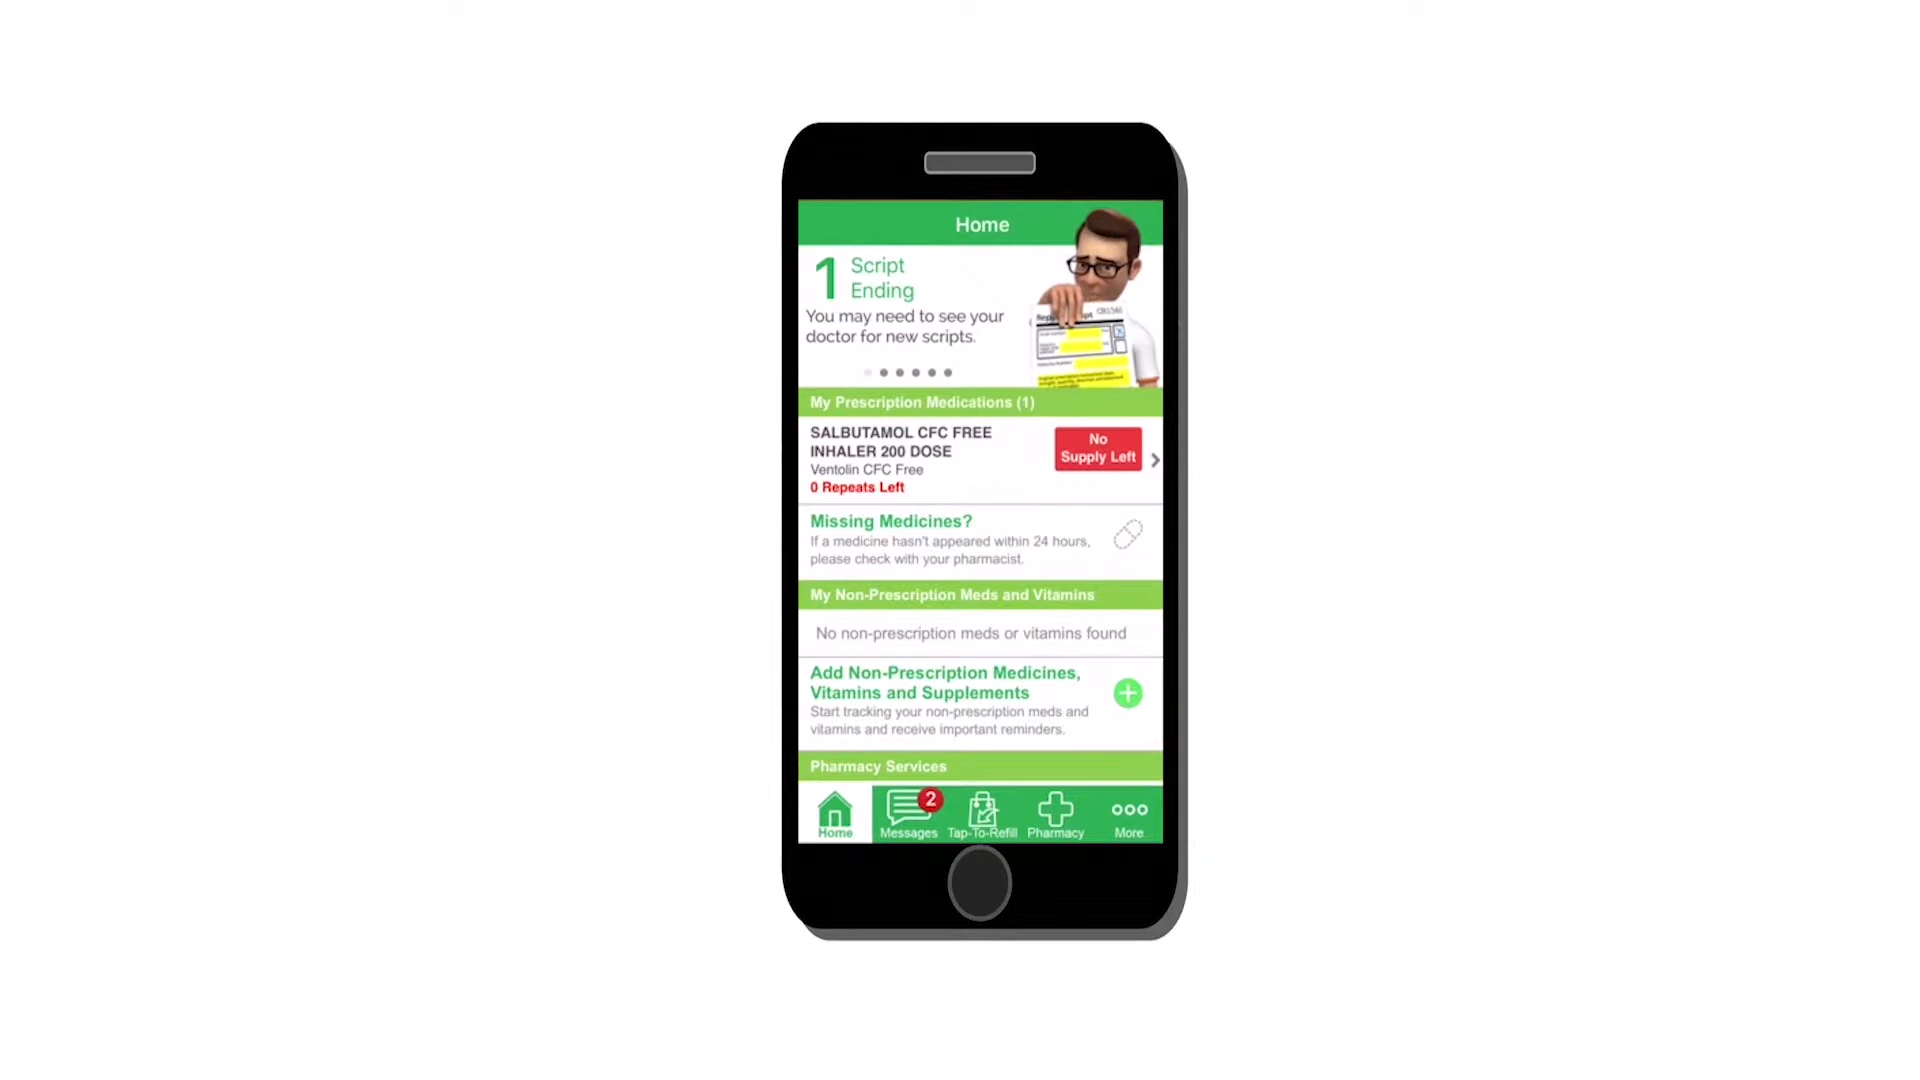 Home
1
Script
Ending
You may need to see your
doctor for new scripts.
My Prescription Medications (1)
SALBUTAMOL CFC FREE
INHALER 200 DOSE
Ventolin CFC Free
0 Repeats Left
No
Supply Left
Missing Medicines?
If a medicine hasn't appeared within 24 hours,
please check with your pharmacist.
My Non-Prescription Meds and Vitamins
No non-prescription meds or vitamins found
Add Non-Prescription Medicines,
Vitamins and Supplements
Start tracking your non-prescription meds and
vitamins and receive important reminders.
Pharmacy Services
2
Home
Messages
Tap-To-Refill
Pharmacy
More